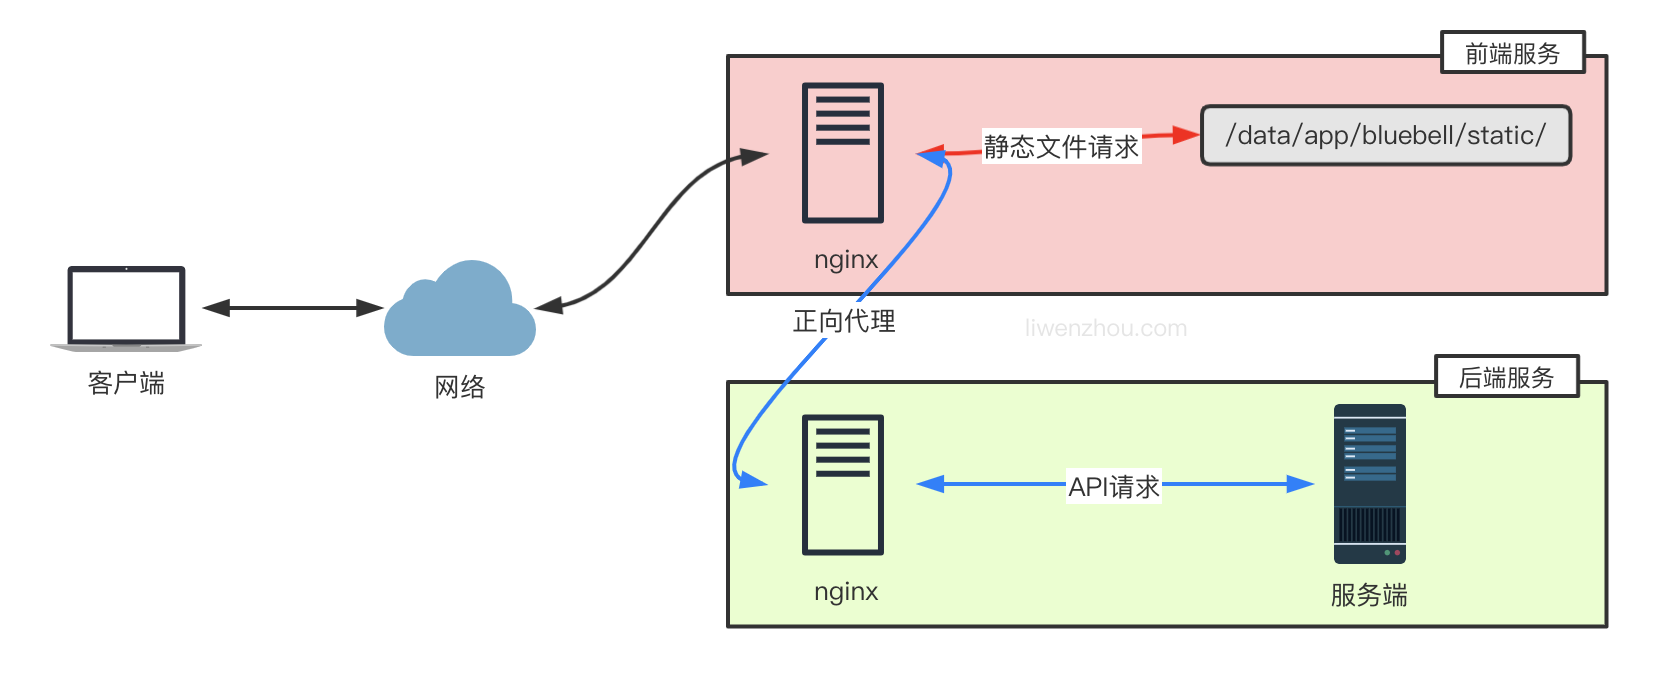 前端服务
/data/app/bluebell/static/
静态文件请求
nginx
正向代理
liwenzhou.com
客户端
网络
后端服务
API请求
nginx
服务端